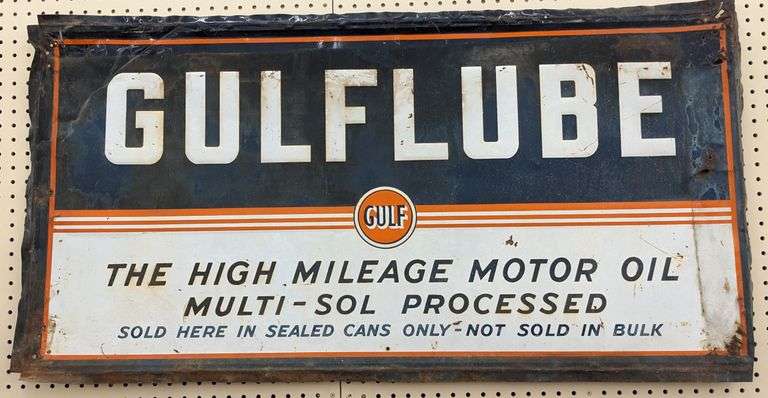 GULFLUBE
GULF
THE HIGH MILEAGE MOTOR OIL
MULTI-SOL PROCESSED
SOLD HERE IN SEALED CANS ONLY-NOT SOLD IN BULK